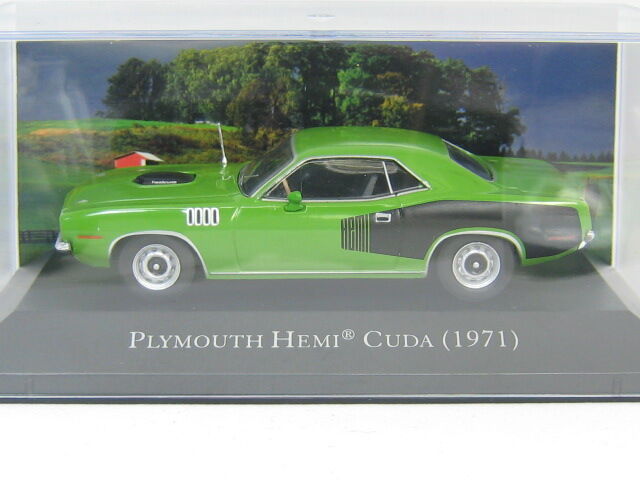 PLYMOUTH HEMI® CUDA (1971)